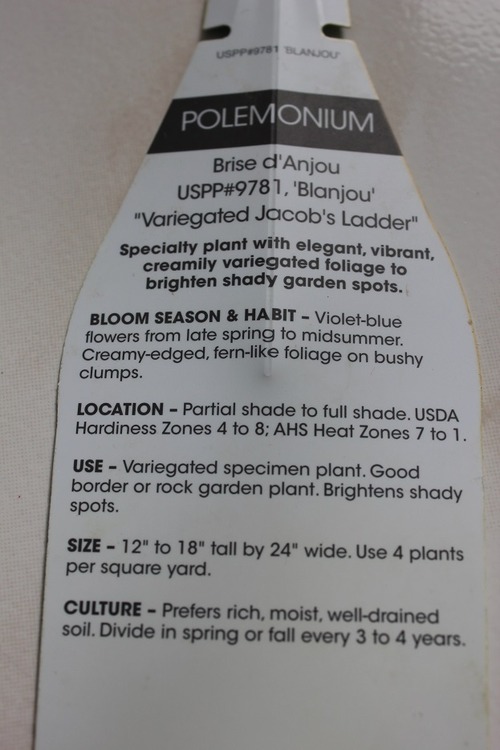 USPP#9781 'BLANJOU'
POLEMONIUM
Brise d'Anjou
USPP#9781, 'Blanjou'
"Variegated Jacob's Ladder"
Specialty plant with elegant, vibrant,
creamily variegated foliage to
brighten shady garden spots.
BLOOM SEASON & HABIT – Violet-blue
flowers from late spring to midsummer.
Creamy-edged, fern-like foliage on bushy
clumps.
LOCATION – Partial shade to full shade. USDA
Hardiness Zones 4 to 8; AHS Heat Zones 7 to 1.
USE – Variegated specimen plant. Good
border or rock garden plant. Brightens shady
spots.
SIZE – 12" to 18" tall by 24" wide. Use 4 plants
per square yard.
CULTURE – Prefers rich, moist, well-drained
soil. Divide in spring or fall every 3 to 4 years.